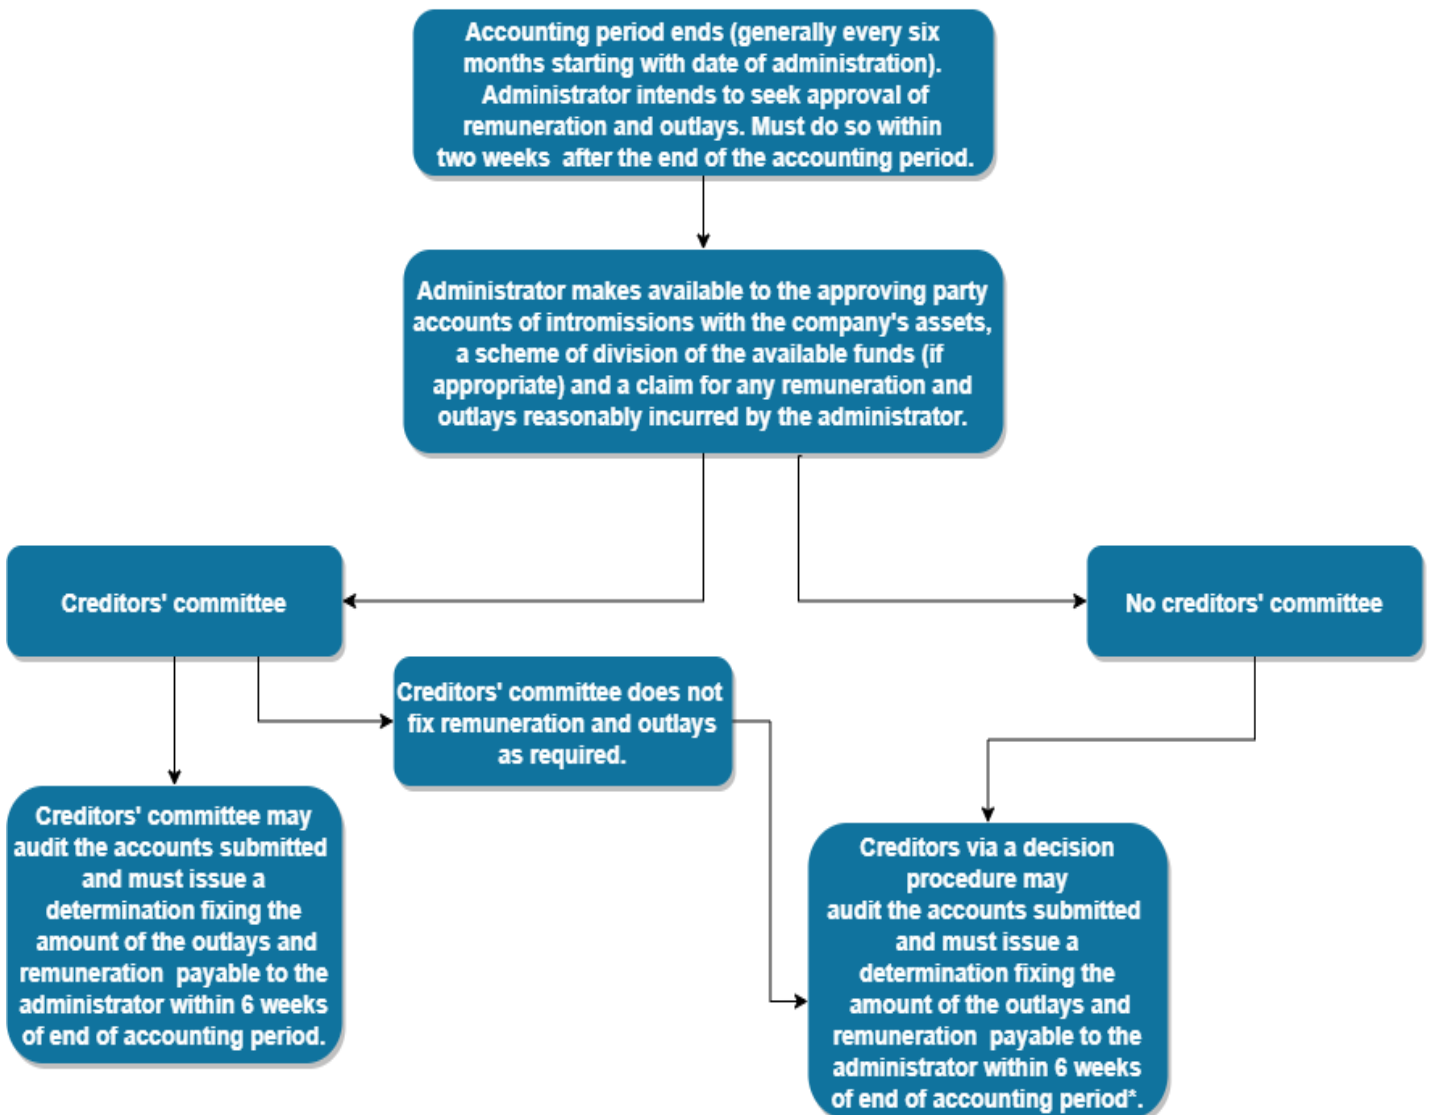 Accounting period ends (generally every six
months starting with date of administration).
Administrator intends to seek approval of
remuneration and outlays. Must do so within
two weeks  after the end of the accounting period.
Administrator makes available to the approving party
accounts of intromissions with the company's assets,
a scheme of division of the available funds (if
appropriate) and a claim for any remuneration and
outlays reasonably incurred by the administrator.
Creditors' committee
No creditors' committee
Creditors' committee does not
fix remuneration and outlays
as required.
Creditors' committee may
audit the accounts submitted
and must issue a
determination fixing the
amount of the outlays and
remuneration  payable to the
administrator within 6 weeks
of end of accounting period.
Creditors via a decision
procedure may
audit the accounts submitted
and must issue a
determination fixing the
amount of the outlays and
remuneration  payable to the
administrator within 6 weeks
of end of accounting period*.